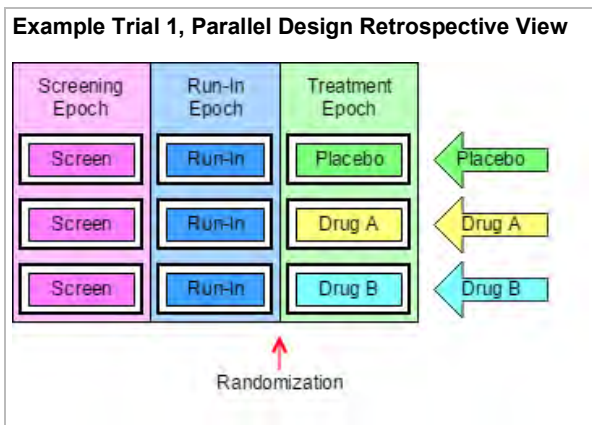 Example Trial 1, Parallel Design Retrospective View
Screening Epoch
Run-In Epoch
Treatment Epoch
Screen
Run-In
Placebo
Placebo
Screen
Run-In
Drug A
Drug A
Screen
Run-In
Drug B
Drug B
Randomization